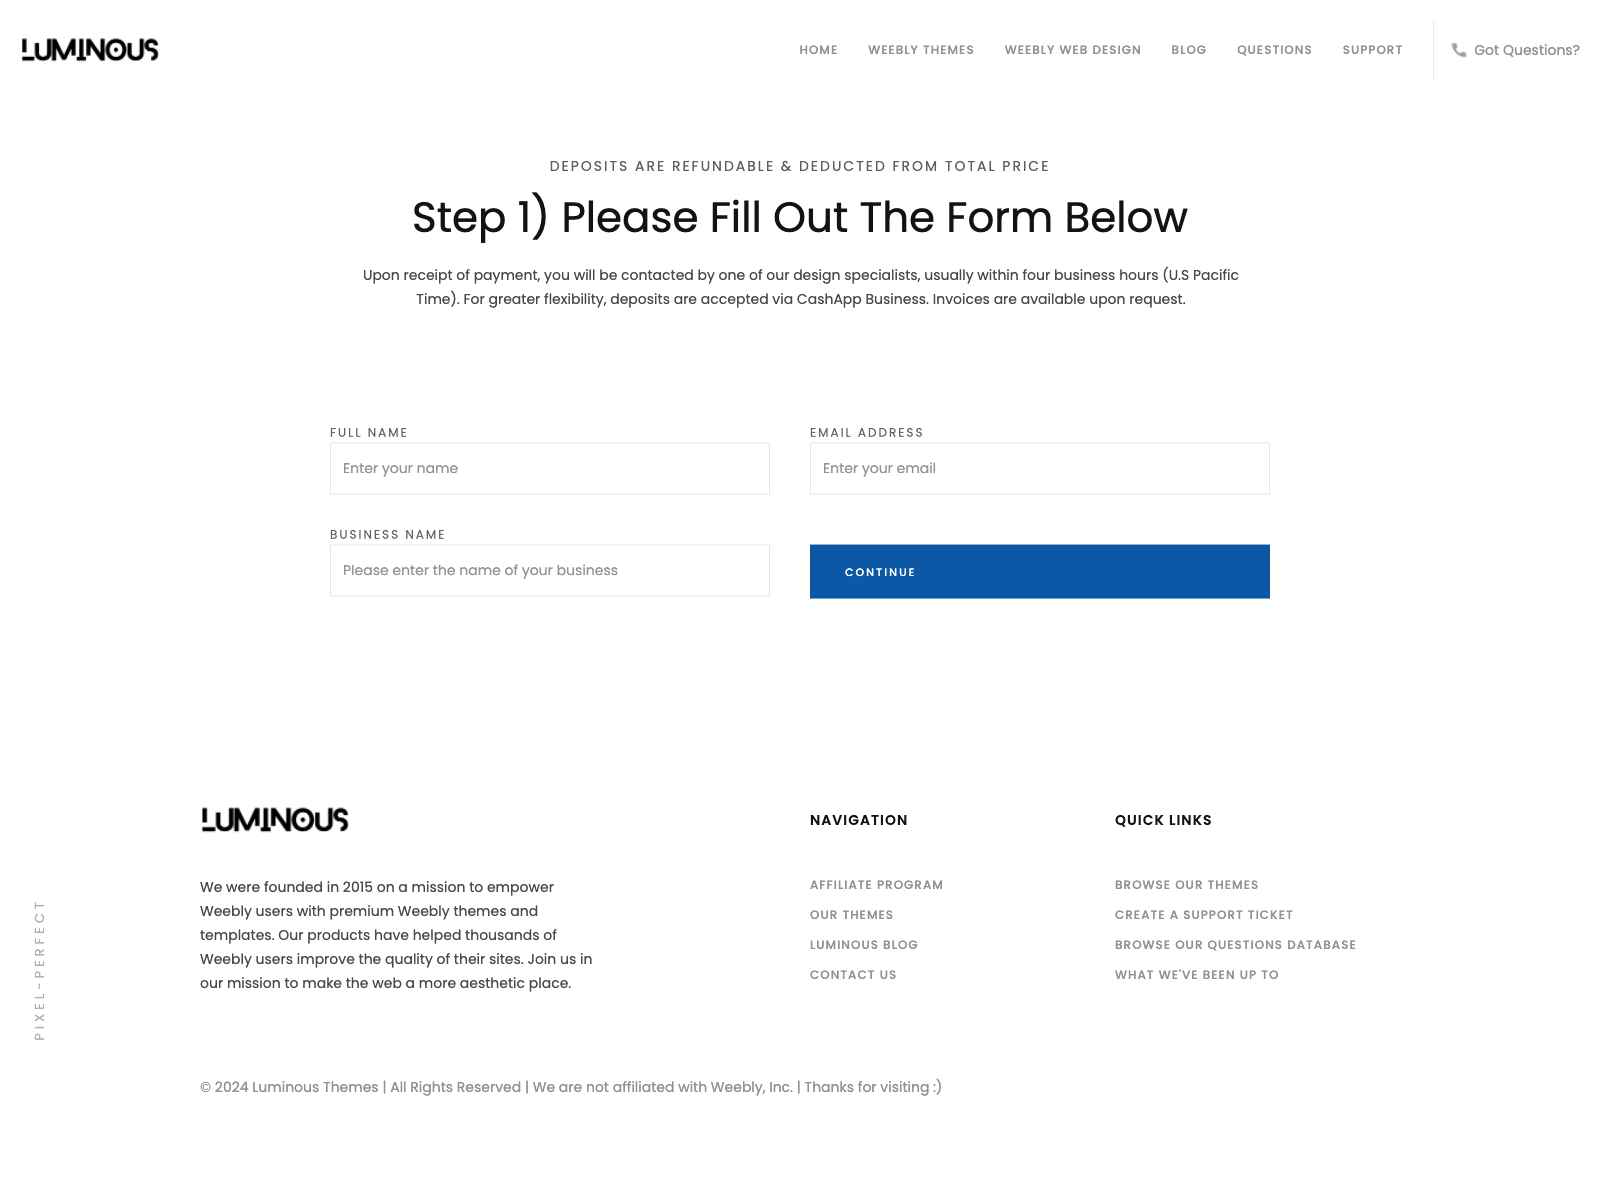 LUMINOUS
HOME WEEBLY THEMES WEEBLY WEB DESIGN BLOG QUESTIONS SUPPORT Got Questions?
DEPOSITS ARE REFUNDABLE & DEDUCTED FROM TOTAL PRICE
Step 1) Please Fill Out The Form Below
Upon receipt of payment, you will be contacted by one of our design specialists, usually within four business hours (U.S Pacific
Time). For greater flexibility, deposits are accepted via CashApp Business. Invoices are available upon request.
FULL NAME
Enter your name
EMAIL ADDRESS
Enter your email
BUSINESS NAME
Please enter the name of your business
CONTINUE
LUMINOUS
We were founded in 2015 on a mission to empower
Weebly users with premium Weebly themes and
templates. Our products have helped thousands of
Weebly users improve the quality of their sites. Join us in
our mission to make the web a more aesthetic place.
NAVIGATION
AFFILIATE PROGRAM
OUR THEMES
LUMINOUS BLOG
CONTACT US
QUICK LINKS
BROWSE OUR THEMES
CREATE A SUPPORT TICKET
BROWSE OUR QUESTIONS DATABASE
WHAT WE'VE BEEN UP TO
PIXEL-PERFECT
© 2024 Luminous Themes | All Rights Reserved | We are not affiliated with Weebly, Inc. | Thanks for visiting :)